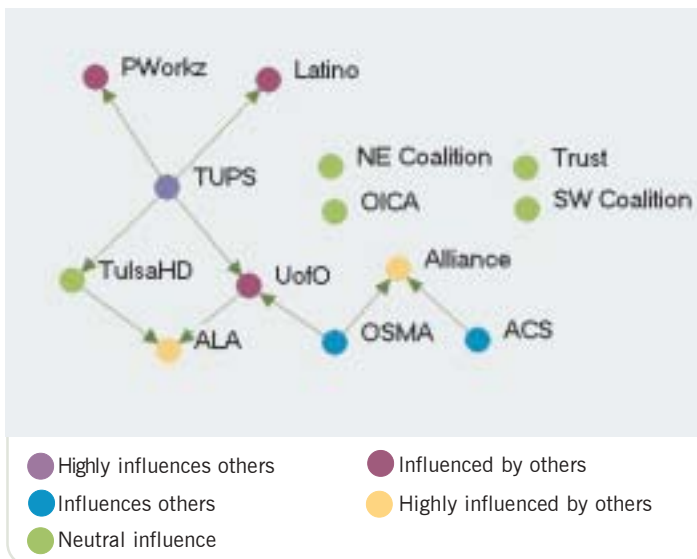 PWorkz
Latino
TUPS
NE Coalition
Trust
OICA
SW Coalition
TulsaHD
UofO
Alliance
ALA
OSMA
ACS
Highly influences others
Influenced by others
Influences others
Highly influenced by others
Neutral influence